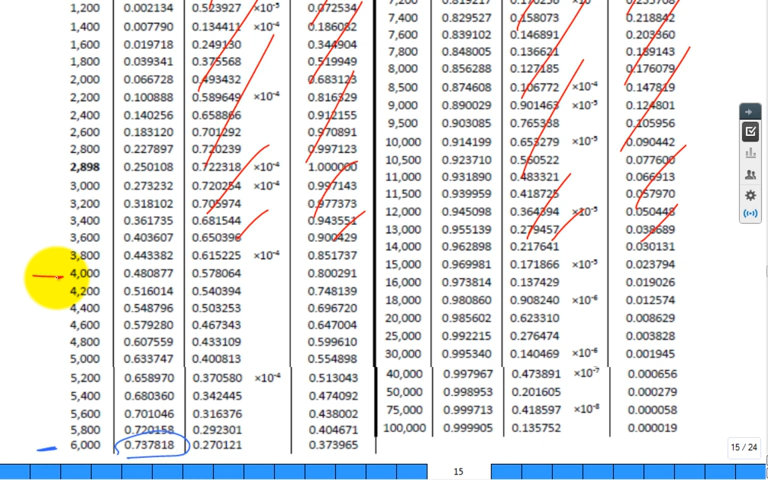 1,200 0.002134 0.523927 ×10⁻⁵ 0.072534
1,400 0.007790 0.134411 ×10⁻⁴ 0.186082
1,600 0.019718 0.249130 0.344904
1,800 0.039341 0.375568 0.519949
2,000 0.066728 0.493432 0.683123
2,200 0.100888 0.589649 ×10⁻⁴ 0.816329
2,400 0.140256 0.658866 0.912155
2,600 0.183120 0.701292 0.970891
2,800 0.227897 0.720239 0.997123
2,898 0.250108 0.722318 ×10⁻⁴ 1.000000
3,000 0.273232 0.720254 ×10⁻⁴ 0.997143
3,200 0.318102 0.705974 0.977373
3,400 0.361735 0.681544 0.943551
3,600 0.403607 0.650396 0.900429
3,800 0.443382 0.615225 ×10⁻⁴ 0.851737
4,000 0.480877 0.578064 0.800291
4,200 0.516014 0.540394 0.748139
4,400 0.548796 0.503253 0.696720
4,600 0.579280 0.467343 0.647004
4,800 0.607559 0.433109 0.599610
5,000 0.633747 0.400813 0.554898
5,200 0.658970 0.370580 ×10⁻⁴ 0.513043
5,400 0.680360 0.342445 0.474092
5,600 0.701046 0.316376 0.438002
5,800 0.720158 0.292301 0.404671
6,000 0.737818 0.270121 0.373965
7,400 0.829527 0.158073 0.218842
7,600 0.839102 0.146891 0.203360
7,800 0.848005 0.136621 0.189143
8,000 0.856288 0.127185 0.176079
8,500 0.874608 0.106772 ×10⁻⁴ 0.147819
9,000 0.890029 0.901463 ×10⁻⁵ 0.124801
9,500 0.903085 0.765338 0.105956
10,000 0.914199 0.653279 ×10⁻⁵ 0.090442
10,500 0.923710 0.560522 0.077600
11,000 0.931890 0.483321 0.066913
11,500 0.939959 0.418725 0.057970
12,000 0.945098 0.364394 ×10⁻⁵ 0.050448
13,000 0.955139 0.279457 0.038689
14,000 0.962898 0.217641 0.030131
15,000 0.969981 0.171866 ×10⁻⁵ 0.023794
16,000 0.973814 0.137429 0.019026
18,000 0.980860 0.908240 ×10⁻⁶ 0.012574
20,000 0.985602 0.623310 0.008629
25,000 0.992215 0.276474 0.003828
30,000 0.995340 0.140469 ×10⁻⁶ 0.001945
40,000 0.997967 0.473891 ×10⁻⁷ 0.000656
50,000 0.998953 0.201605 0.000279
75,000 0.999713 0.418597 ×10⁻⁸ 0.000058
100,000 0.999905 0.135752 0.000019
15 / 24
15